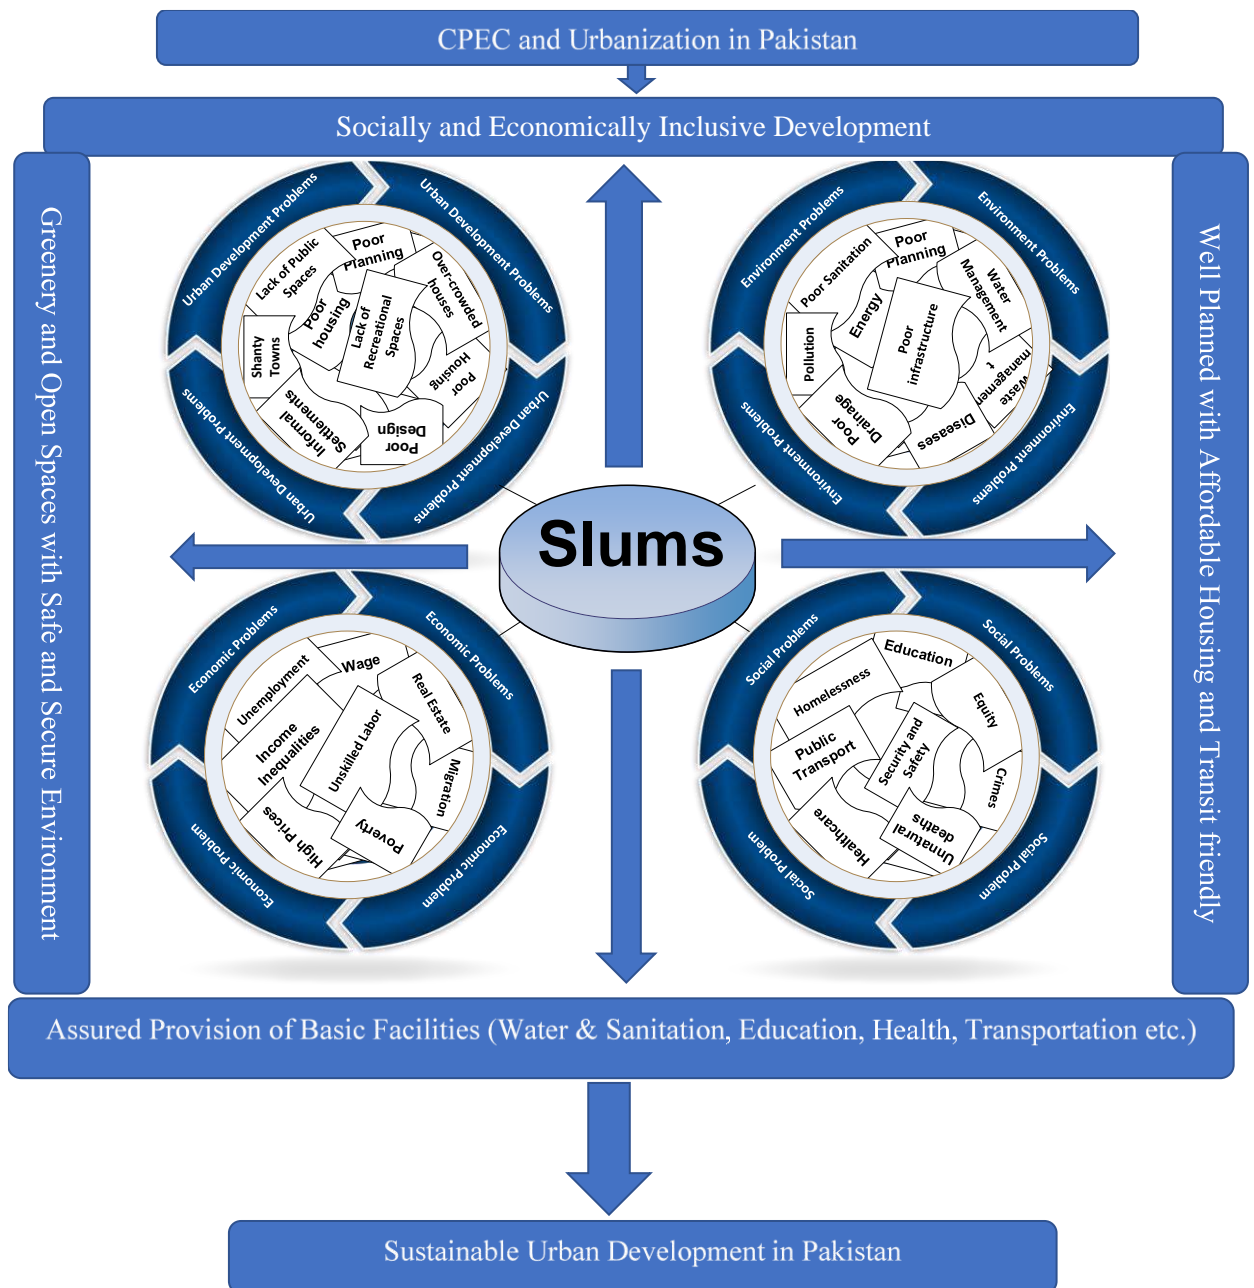 CPEC and Urbanization in Pakistan
Socially and Economically Inclusive Development
Greenery and Open Spaces with Safe and Secure Environment
Well Planned with Affordable Housing and Transit friendly
Urban Development Problems
Urban Development Problems
Urban Development Problems
Urban Development Problems
Lack of Public
Spaces
Poor
Planning
Over-crowded
houses
Poor
housing
Lack of
Recreational
Spaces
Shanty
Towns
Poor
Housing
Informal
Settlements
Poor
Design
Environment Problems
Environment Problems
Environment Problems
Environment Problems
Poor Sanitation
Poor
Planning
Water
Management
Energy
Poor
infrastructure
Pollution
Waste
managemen
t
Poor
Drainage
Diseases
Slums
Economic Problems
Economic Problems
Economic Problem
Economic Problem
Unemployment
Wage
Real Estate
Income
Inequalities
Unskilled Labor
Migration
High Prices
Poverty
Social Problems
Social Problems
Social Problem
Social Problem
Homelessness
Education
Equity
Public
Transport
Security and
Safety
Crimes
Healthcare
Unnatural
deaths
Assured Provision of Basic Facilities (Water & Sanitation, Education, Health, Transportation etc.)
Sustainable Urban Development in Pakistan